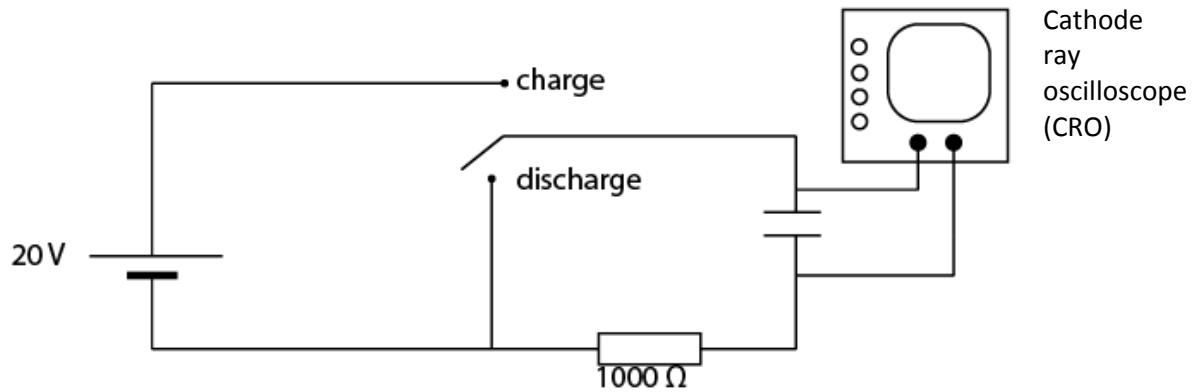 Cathode
ray
oscilloscope
(CRO)
charge
discharge
20 V
1000 Ω